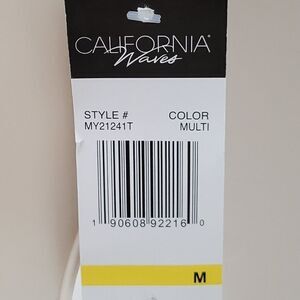 CALIFORNIA®
Waves
STYLE # COLOR
MY21241T MULTI
1 90608 92216 0
M